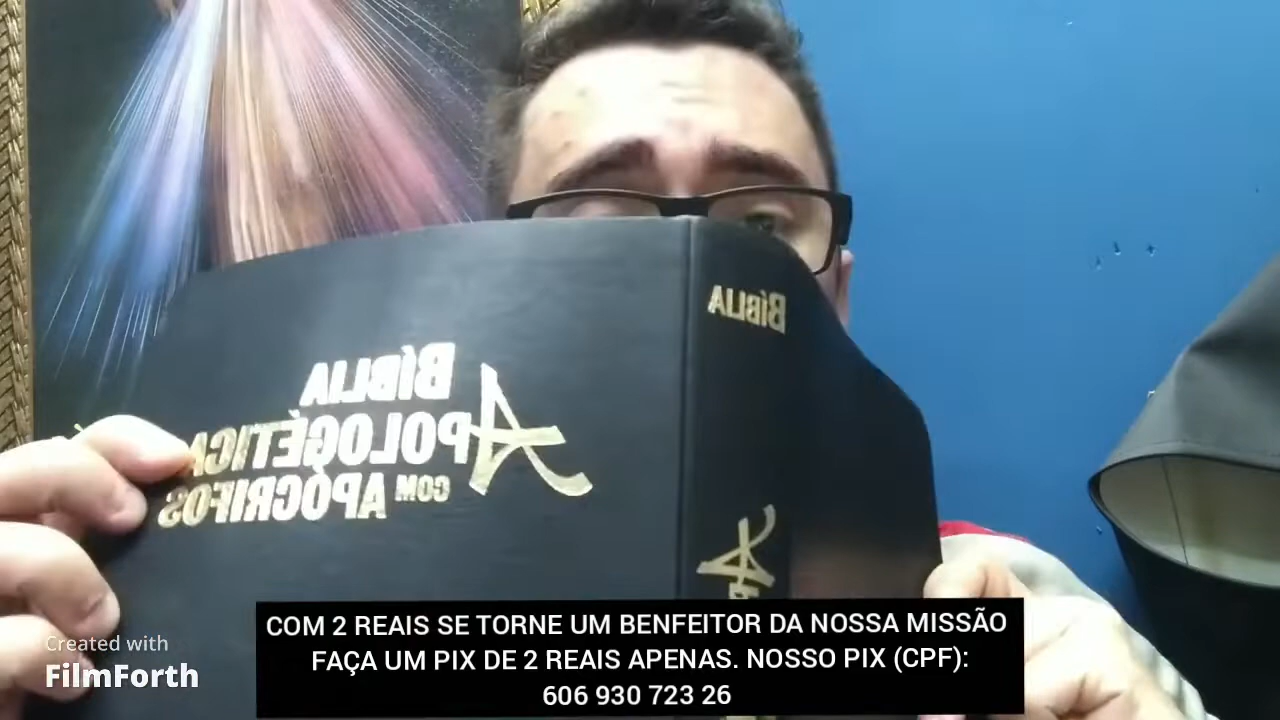 BÍBLIA
BÍBLIA
APOLOGÉTICA
COM APÓCRIFOS
COM 2 REAIS SE TORNE UM BENFEITOR DA NOSSA MISSÃO
FAÇA UM PIX DE 2 REAIS APENAS. NOSSO PIX (CPF):
606 930 723 26
Created with
FilmForth